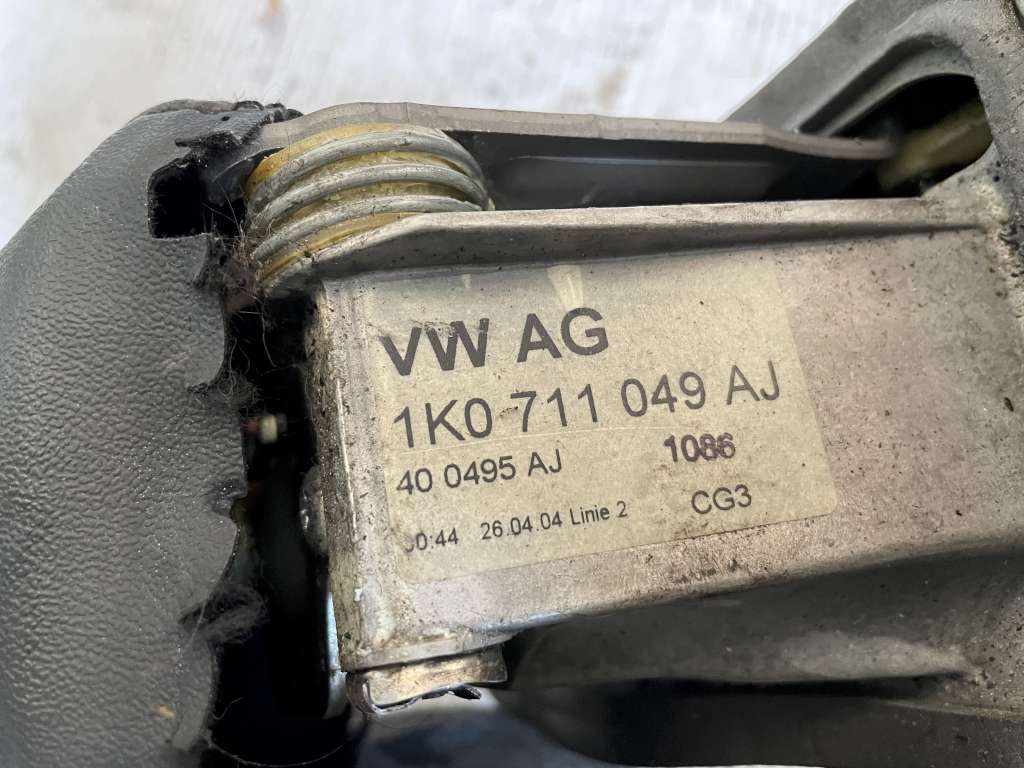 VW AG
1K0 711 049 AJ
40 0495 AJ 1086
26.04.04 Linie 2 CG3